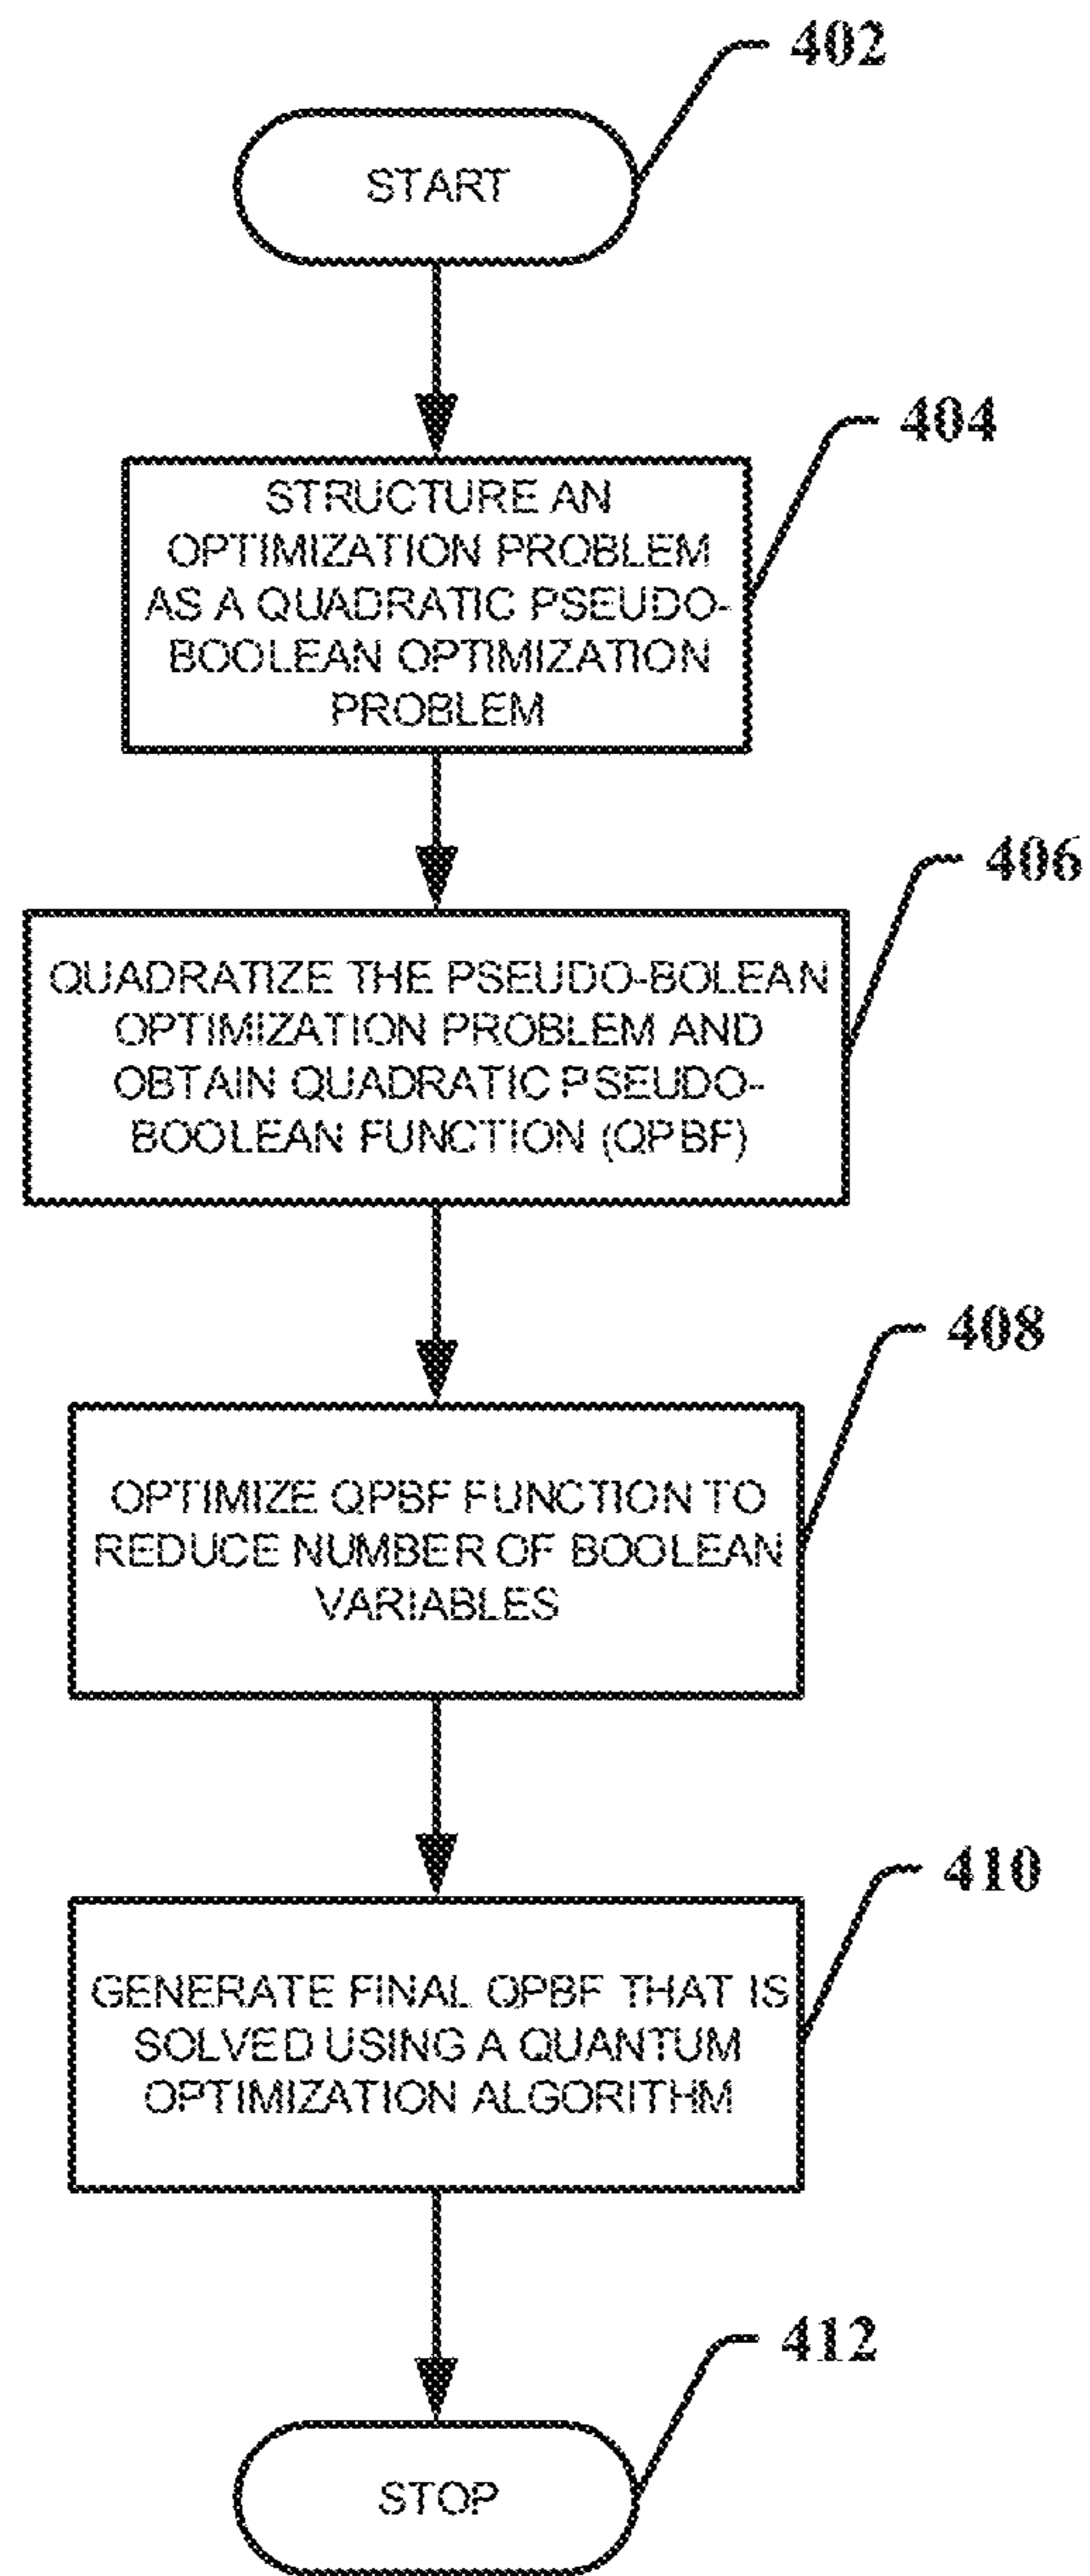 402
START
404
STRUCTURE AN
OPTIMIZATION PROBLEM
AS A QUADRATIC PSEUDO-
BOOLEAN OPTIMIZATION
PROBLEM
406
QUADRATIZE THE PSEUDO-BOLEAN
OPTIMIZATION PROBLEM AND
OBTAIN QUADRATIC PSEUDO-
BOOLEAN FUNCTION (QPBF)
408
OPTIMIZE QPBF FUNCTION TO
REDUCE NUMBER OF BOOLEAN
VARIABLES
410
GENERATE FINAL QPBF THAT IS
SOLVED USING A QUANTUM
OPTIMIZATION ALGORITHM
412
STOP